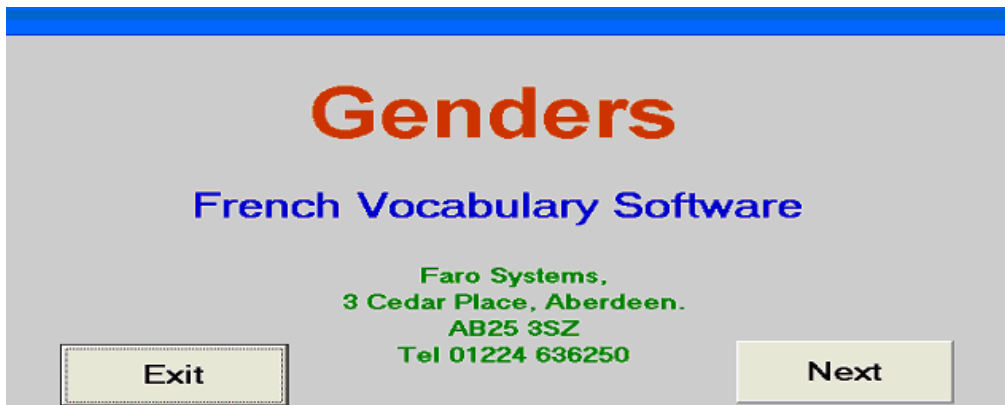 Genders
French Vocabulary Software
Faro Systems,
3 Cedar Place, Aberdeen.
AB25 3SZ
Tel 01224 636250
Exit
Next